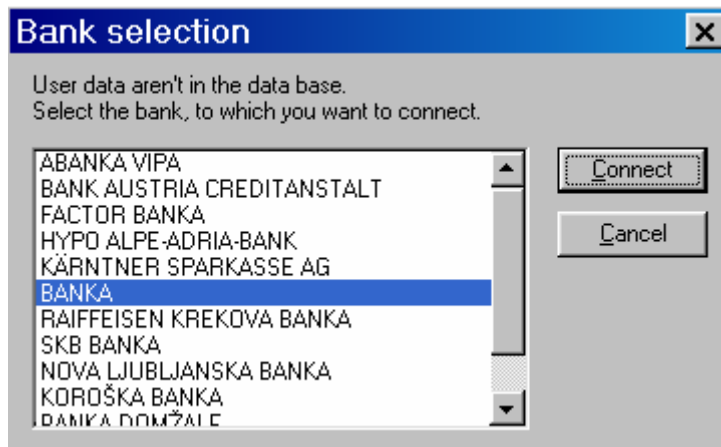 Bank selection
User data aren't in the data base.
Select the bank, to which you want to connect.
ABANKA VIPA
BANK AUSTRIA CREDITANSTALT
FACTOR BANKA
HYPO ALPE-ADRIA-BANK
KÄRNTNER SPARKASSE AG
BANKA
RAIFFEISEN KREKOVA BANKA
SKB BANKA
NOVA LJUBLJANSKA BANKA
KOROŠKA BANKA
BANKA DOMŽALE
Connect
Cancel